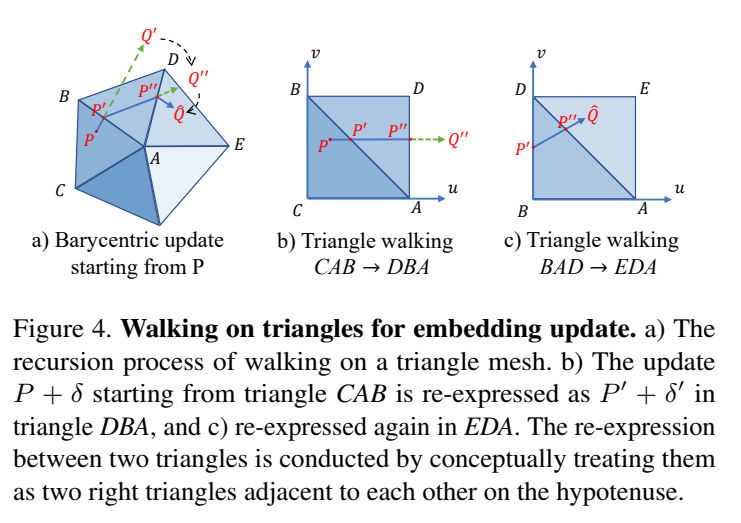 Q′
D
Q′′
B
P′′
P′
Q̂
P
A
E
C
a) Barycentric update
starting from P
v
B
D
P
P′
P′′
Q′′
u
C
A
b) Triangle walking
CAB → DBA
v
D
E
P′′
Q̂
P′
u
B
A
c) Triangle walking
BAD → EDA
Figure 4. Walking on triangles for embedding update. a) The
recursion process of walking on a triangle mesh. b) The update
P + δ starting from triangle CAB is re-expressed as P′ + δ′ in
triangle DBA, and c) re-expressed again in EDA. The re-expression
between two triangles is conducted by conceptually treating them
as two right triangles adjacent to each other on the hypotenuse.